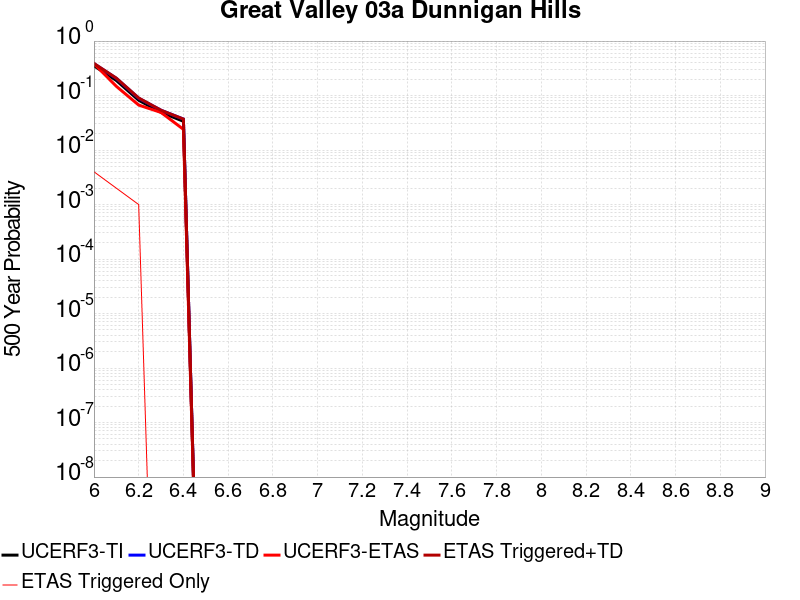 Great Valley 03a Dunnigan Hills
10^0
10^-1
10^-2
10^-3
10^-4
10^-5
10^-6
10^-7
10^-8
500 Year Probability
6 6.2 6.4 6.6 6.8 7 7.2 7.4 7.6 7.8 8 8.2 8.4 8.6 8.8 9
Magnitude
UCERF3-TI UCERF3-TD UCERF3-ETAS ETAS Triggered+TD
ETAS Triggered Only